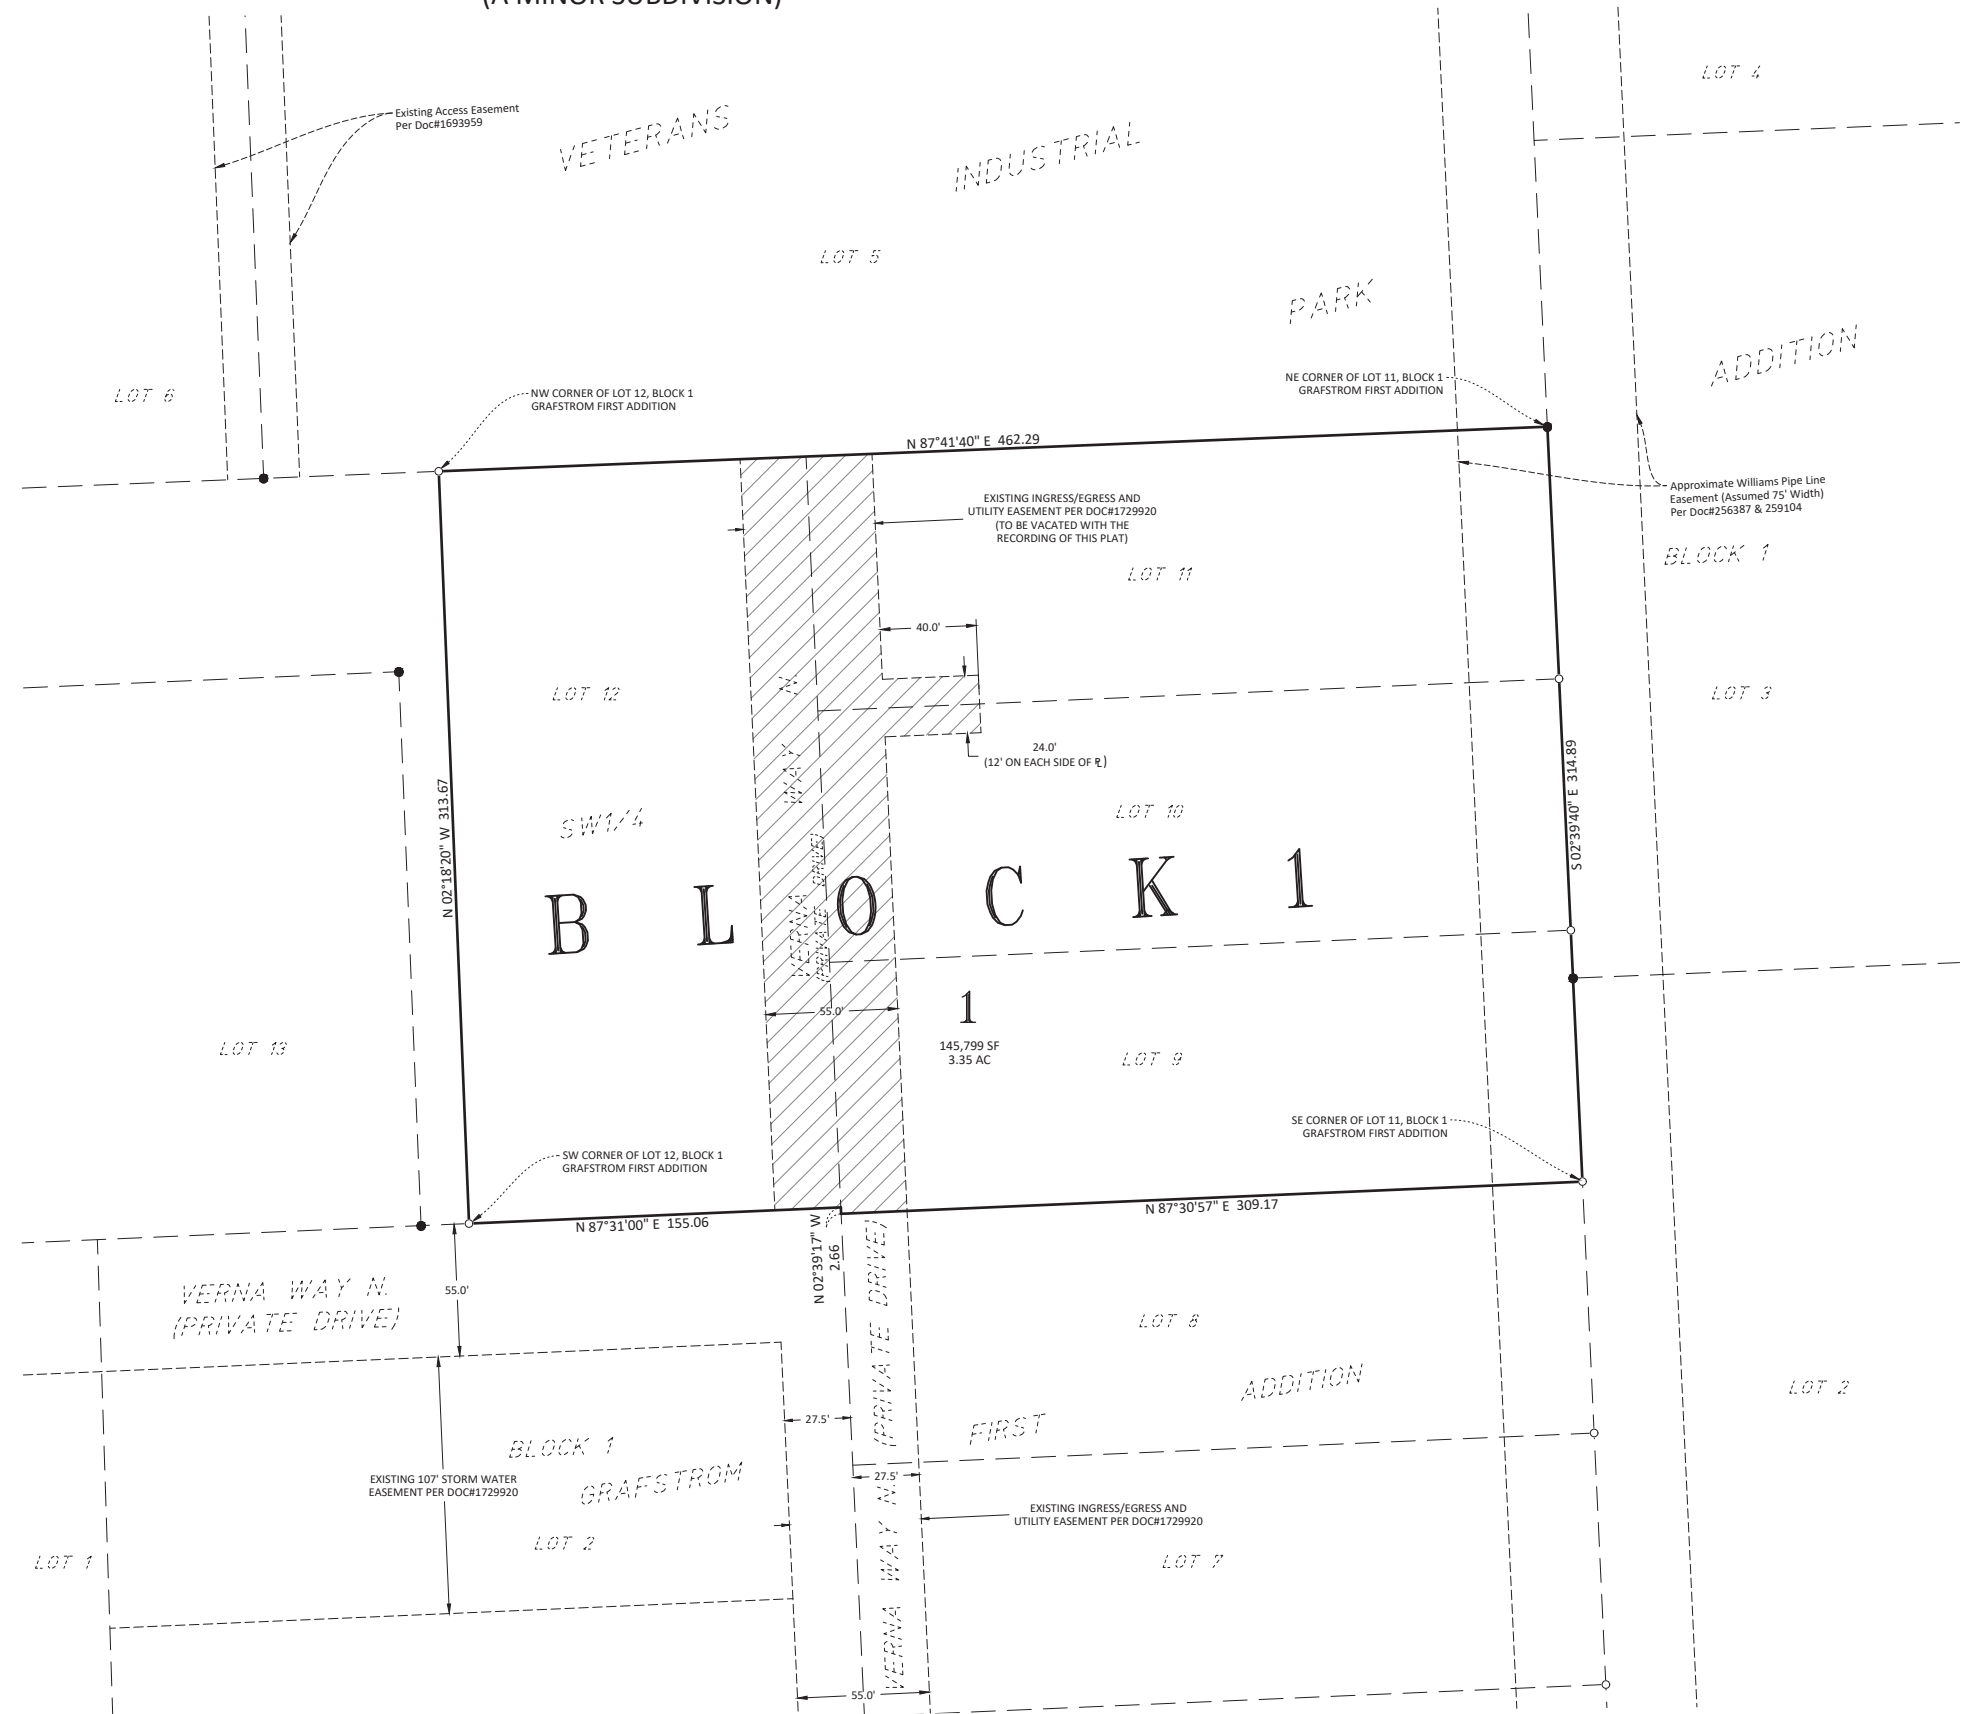 (A MINOR SUBDIVISION)
LOT 4
Existing Access Easement
Per Doc#1693959
VETERANS
INDUSTRIAL
LOT 5
PARK
ADDITION
LOT 6
NW CORNER OF LOT 12, BLOCK 1
GRAFSTROM FIRST ADDITION
NE CORNER OF LOT 11, BLOCK 1
GRAFSTROM FIRST ADDITION
N 87°41'40" E 462.29
Approximate Williams Pipe Line
Easement (Assumed 75' Width)
Per Doc#256387 & 259104
EXISTING INGRESS/EGRESS AND
UTILITY EASEMENT PER DOC#1729920
(TO BE VACATED WITH THE
RECORDING OF THIS PLAT)
BLOCK 1
LOT 11
40.0'
LOT 12
LOT 3
24.0'
(12' ON EACH SIDE OF ℄)
N 02°18'20" W 313.67
S 02°39'40" E 314.89
SW1/4
LOT 10
VERNA WAY N.
(PRIVATE DRIVE)
B L O C K 1
1
145,799 SF
3.35 AC
55.0'
LOT 13
LOT 9
SE CORNER OF LOT 11, BLOCK 1
GRAFSTROM FIRST ADDITION
SW CORNER OF LOT 12, BLOCK 1
GRAFSTROM FIRST ADDITION
N 87°31'00" E 155.06
N 87°30'57" E 309.17
N 02°39'17" W
2.66
VERNA WAY N.
(PRIVATE DRIVE)
55.0'
LOT 8
ADDITION
LOT 2
27.5'
FIRST
BLOCK 1
GRAFSTROM
EXISTING 107' STORM WATER
EASEMENT PER DOC#1729920
27.5'
VERNA WAY N. (PRIVATE DRIVE)
EXISTING INGRESS/EGRESS AND
UTILITY EASEMENT PER DOC#1729920
LOT 2
LOT 1
LOT 7
55.0'